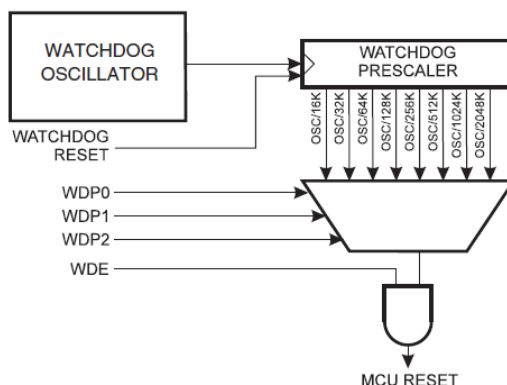 WATCHDOG
OSCILLATOR
WATCHDOG
PRESCALER
OSC/16K
OSC/32K
OSC/64K
OSC/128K
OSC/256K
OSC/512K
OSC/1024K
OSC/2048K
WATCHDOG
RESET
WDP0
WDP1
WDP2
WDE
MCU RESET